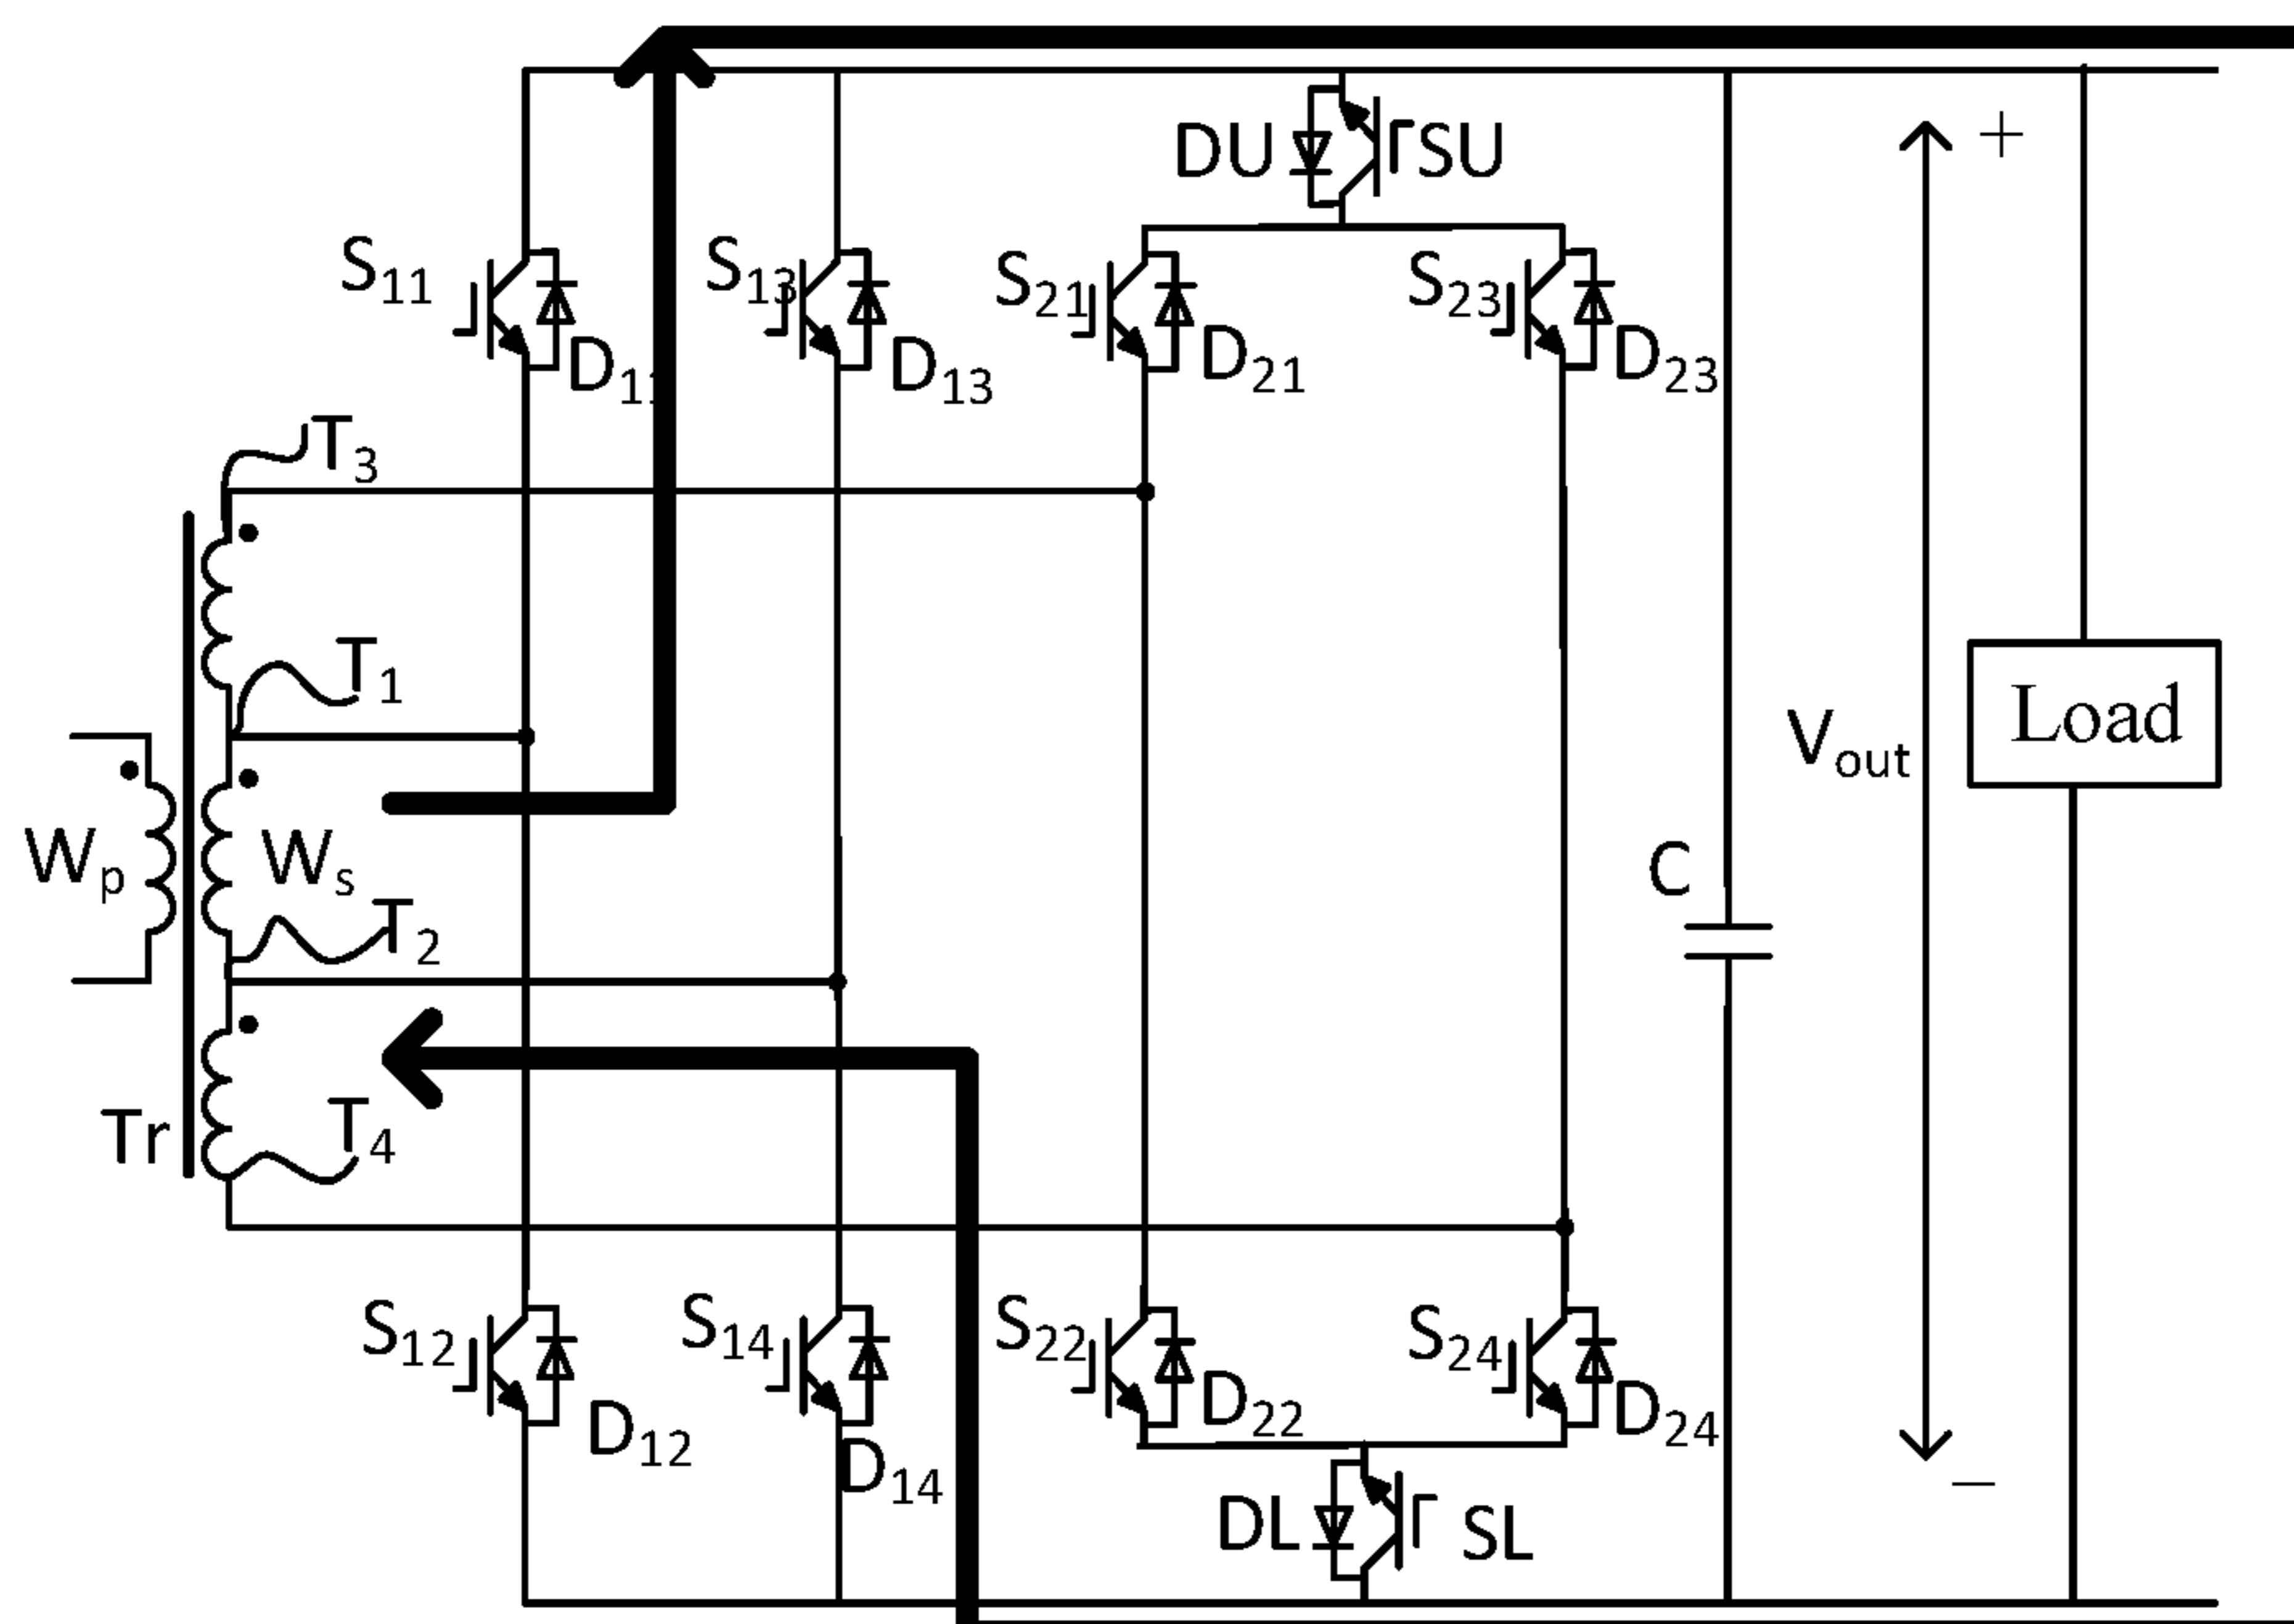 DU
SU
+
S11
S13
S21
S23
D11
D13
D21
D23
T3
T1
Load
Vout
Wp
Ws
C
T2
Tr
T4
S12
S14
S22
S24
D12
D14
D22
D24
DL
SL
−